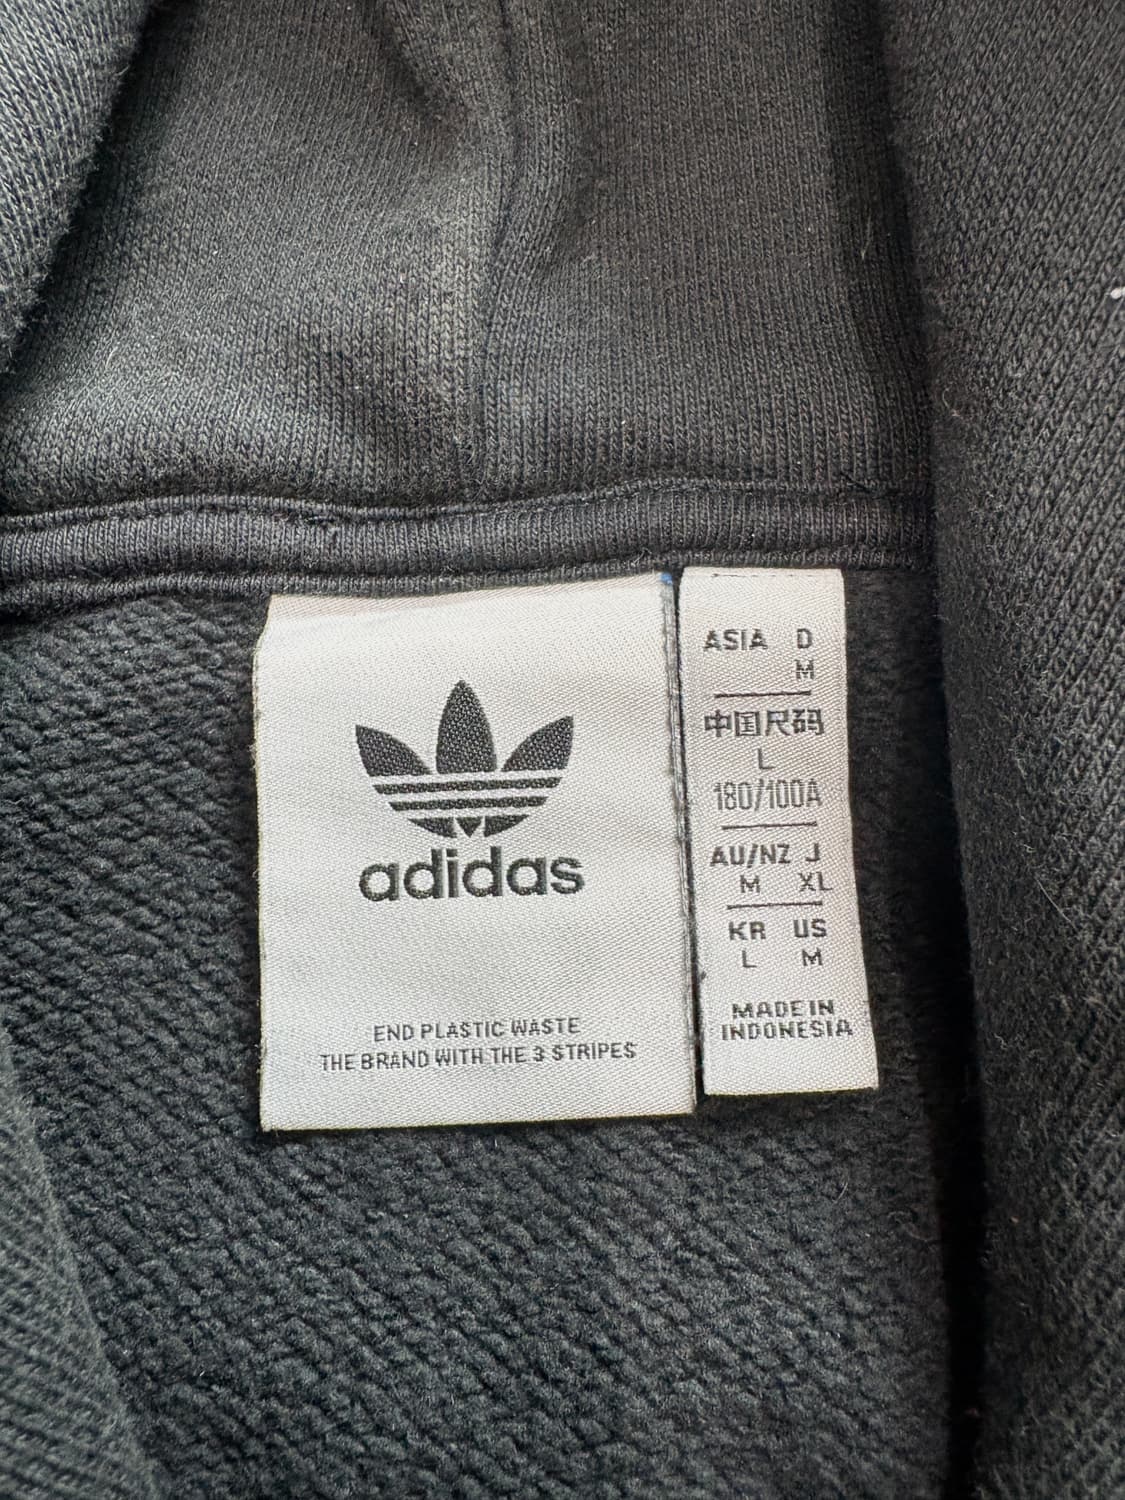 adidas
END PLASTIC WASTE
THE BRAND WITH THE 3 STRIPES
ASIA D
M
中国尺码
L
180/100A
AU/NZ J
M XL
KR US
L M
MADE IN
INDONESIA